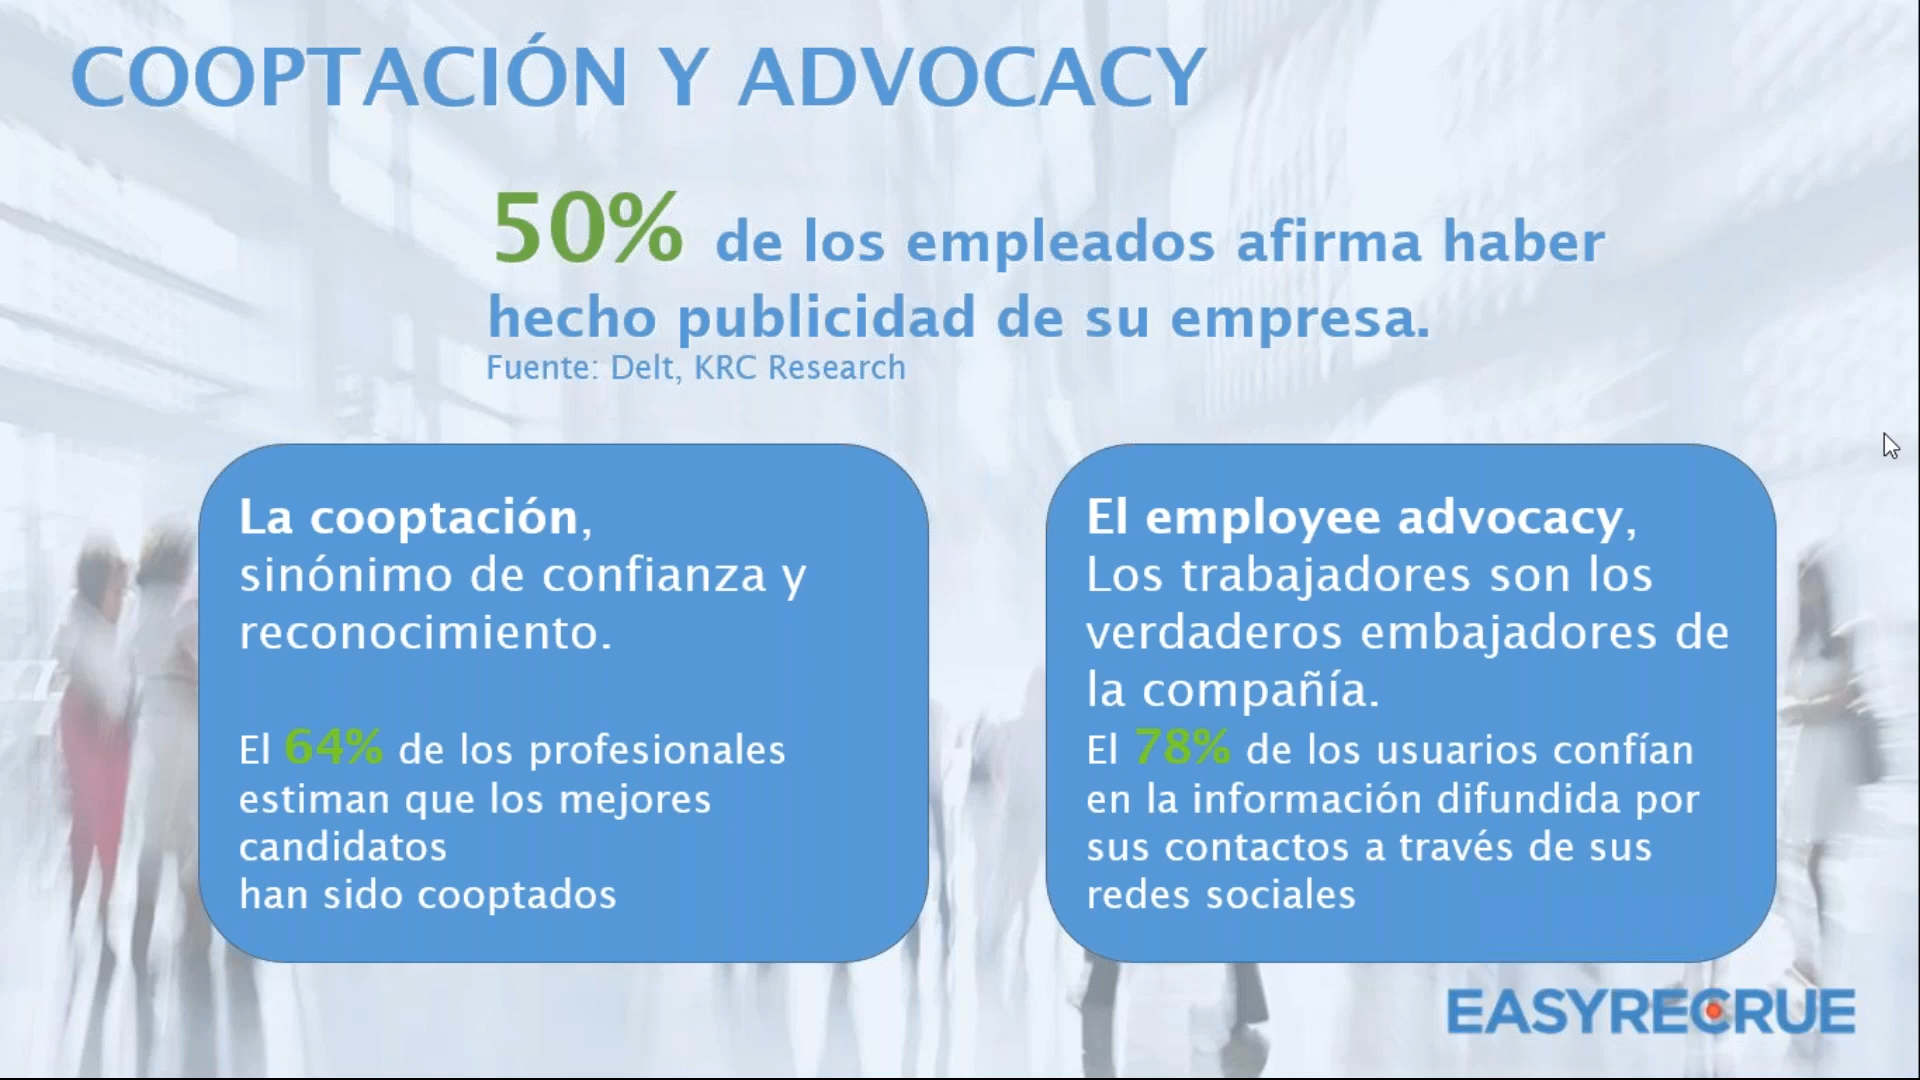 COOPTACIÓN Y ADVOCACY
50% de los empleados afirma haber
hecho publicidad de su empresa.
Fuente: Delt, KRC Research
La cooptación,
sinónimo de confianza y
reconocimiento.
El 64% de los profesionales
estiman que los mejores
candidatos
han sido cooptados
El employee advocacy,
Los trabajadores son los
verdaderos embajadores de
la compañía.
El 78% de los usuarios confían
en la información difundida por
sus contactos a través de sus
redes sociales
EASYRECRUE